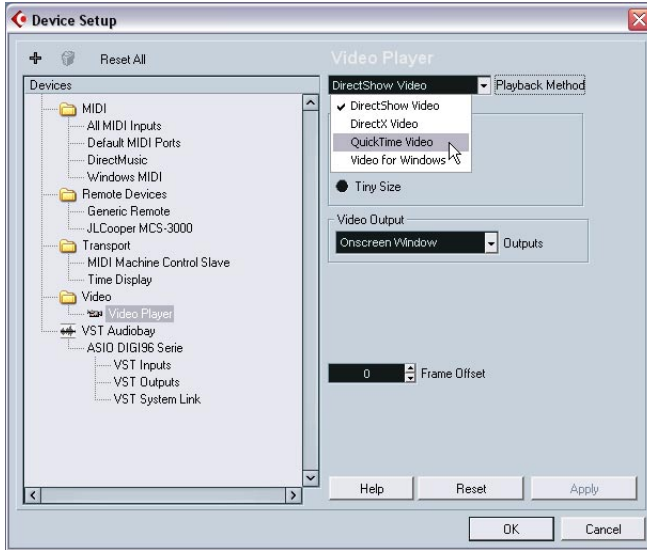 Device Setup
Reset All
Devices
MIDI
All MIDI Inputs
Default MIDI Ports
DirectMusic
Windows MIDI
Remote Devices
Generic Remote
JLCooper MCS-3000
Transport
MIDI Machine Control Slave
Time Display
Video
Video Player
VST Audiobay
ASIO DIGI96 Serie
VST Inputs
VST Outputs
VST System Link
Video Player
DirectShow Video
Playback Method
DirectShow Video
DirectX Video
QuickTime Video
Video for Windows
Tiny Size
Video Output
Onscreen Window
Outputs
0
Frame Offset
Help
Reset
Apply
OK
Cancel